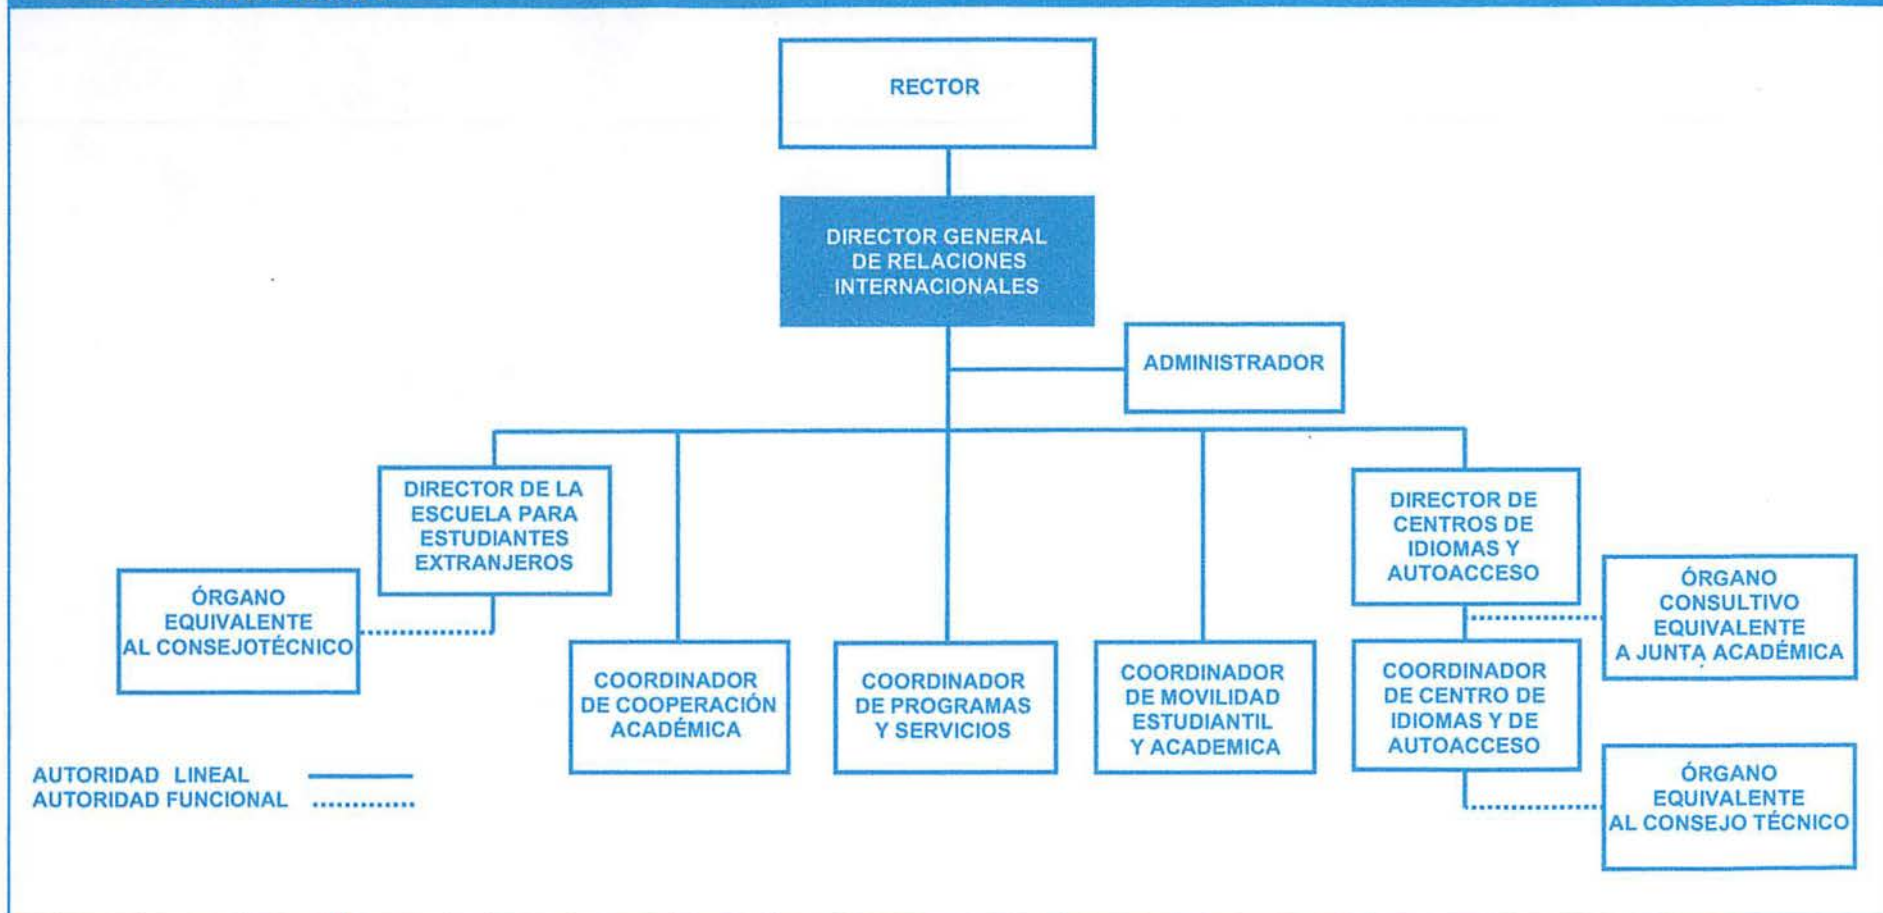 RECTOR
DIRECTOR GENERAL
DE RELACIONES
INTERNACIONALES
ADMINISTRADOR
DIRECTOR DE LA
ESCUELA PARA
ESTUDIANTES
EXTRANJEROS
ÓRGANO
EQUIVALENTE
AL CONSEJOTÉCNICO
COORDINADOR
DE COOPERACIÓN
ACADÉMICA
COORDINADOR
DE PROGRAMAS
Y SERVICIOS
COORDINADOR
DE MOVILIDAD
ESTUDIANTIL
Y ACADEMICA
DIRECTOR DE
CENTROS DE
IDIOMAS Y
AUTOACCESO
ÓRGANO
CONSULTIVO
EQUIVALENTE
A JUNTA ACADÉMICA
COORDINADOR
DE CENTRO DE
IDIOMAS Y DE
AUTOACCESO
ÓRGANO
EQUIVALENTE
AL CONSEJO TÉCNICO
AUTORIDAD LINEAL
AUTORIDAD FUNCIONAL